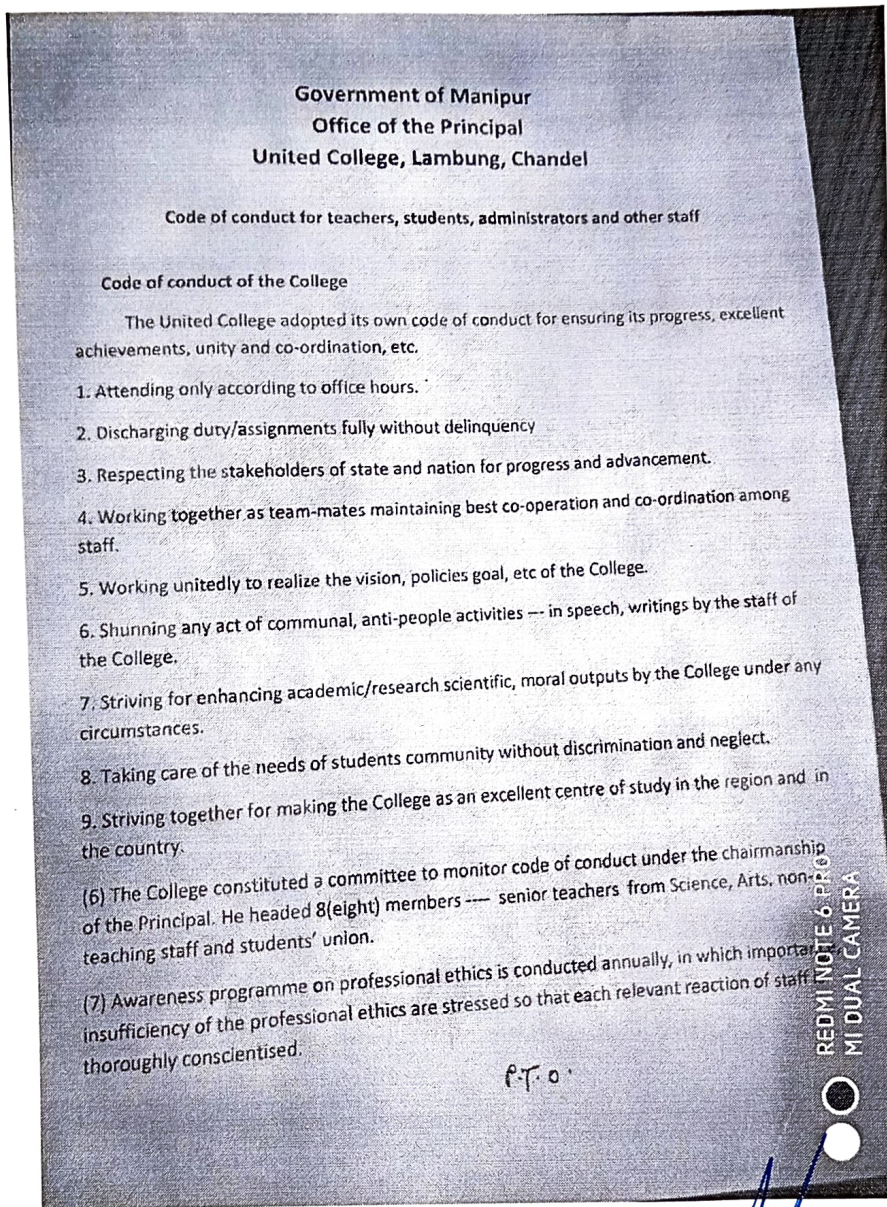 Government of Manipur
Office of the Principal
United College, Lambung, Chandel
Code of conduct for teachers, students, administrators and other staff
Code of conduct of the College
The United College adopted its own code of conduct for ensuring its progress, excellent
achievements, unity and co-ordination, etc.
1. Attending only according to office hours.
2. Discharging duty/assignments fully without delinquency
3. Respecting the stakeholders of state and nation for progress and advancement.
4. Working together as team-mates maintaining best co-operation and co-ordination among
staff.
5. Working unitedly to realize the vision, policies goal, etc of the College.
6. Shunning any act of communal, anti-people activities --- in speech, writings by the staff of
the College.
7. Striving for enhancing academic/research scientific, moral outputs by the College under any
circumstances.
8. Taking care of the needs of students community without discrimination and neglect.
9. Striving together for making the College as an excellent centre of study in the region and in
the country.
(6) The College constituted a committee to monitor code of conduct under the chairmanship
of the Principal. He headed 8(eight) members ---- senior teachers from Science, Arts, non-
teaching staff and students' union.
(7) Awareness programme on professional ethics is conducted annually, in which
insufficiency of the professional ethics are stressed so that each relevant reaction of staff
thoroughly conscientised.
P.T.O.
REDMI NOTE 6 PRO
MI DUAL CAMERA